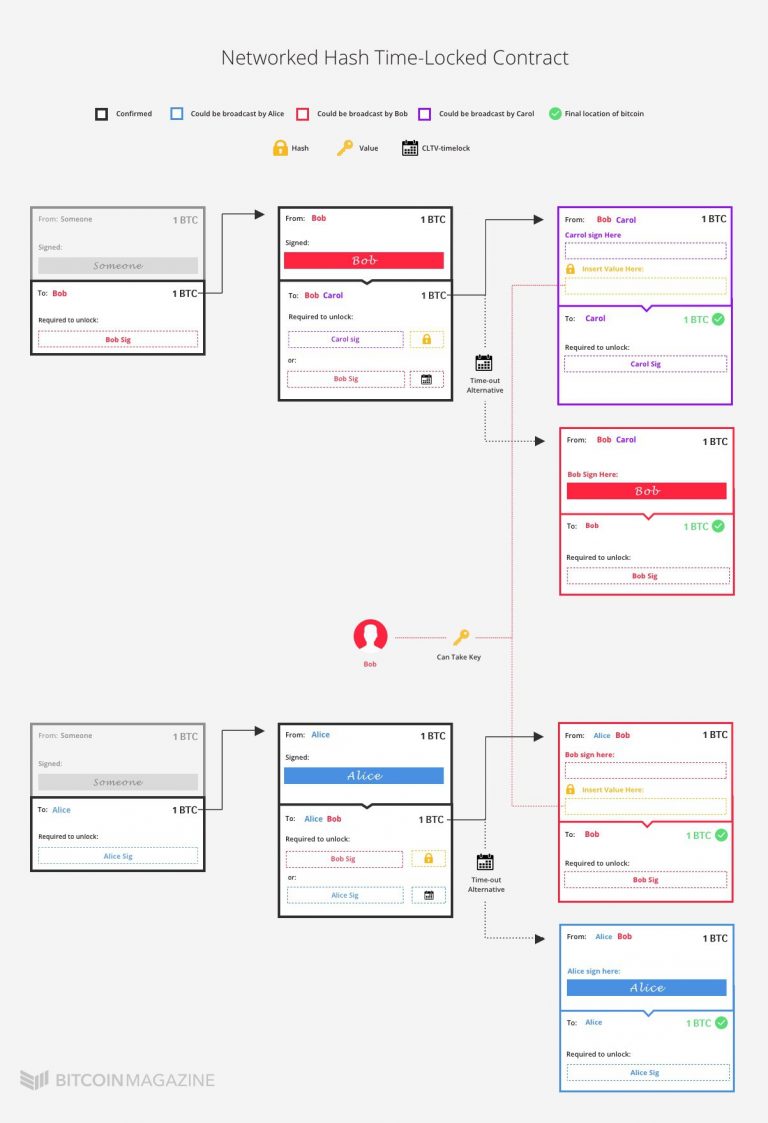 Networked Hash Time-Locked Contract
Confirmed
Could be broadcast by Alice
Could be broadcast by Bob
Could be broadcast by Carol
Final location of bitcoin
Hash
Value
CLTV-timelock
From: Someone 1 BTC
Signed:
Someone
To: Bob 1 BTC
Required to unlock:
Bob Sig
From: Bob 1 BTC
Signed:
Bob
To: Bob Carol 1 BTC
Required to unlock:
Carol sig
or:
Bob Sig
Time-out
Alternative
From: Bob Carol 1 BTC
Carrol sign Here
Insert Value Here:
To: Carol 1 BTC
Required to unlock:
Carol Sig
From: Bob Carol 1 BTC
Bob Sign Here:
Bob
To: Bob 1 BTC
Required to unlock:
Bob Sig
Bob
Can Take Key
From: Someone 1 BTC
Signed:
Someone
To: Alice 1 BTC
Required to unlock:
Alice Sig
From: Alice 1 BTC
Signed:
Alice
To: Alice Bob 1 BTC
Required to unlock:
Bob Sig
or:
Alice Sig
Time-out
Alternative
From: Alice Bob 1 BTC
Bob sign here:
Insert Value Here:
To: Bob 1 BTC
Required to unlock:
Bob Sig
From: Alice Bob 1 BTC
Alice sign here:
Alice
To: Alice 1 BTC
Required to unlock:
Alice Sig
BITCOINMAGAZINE